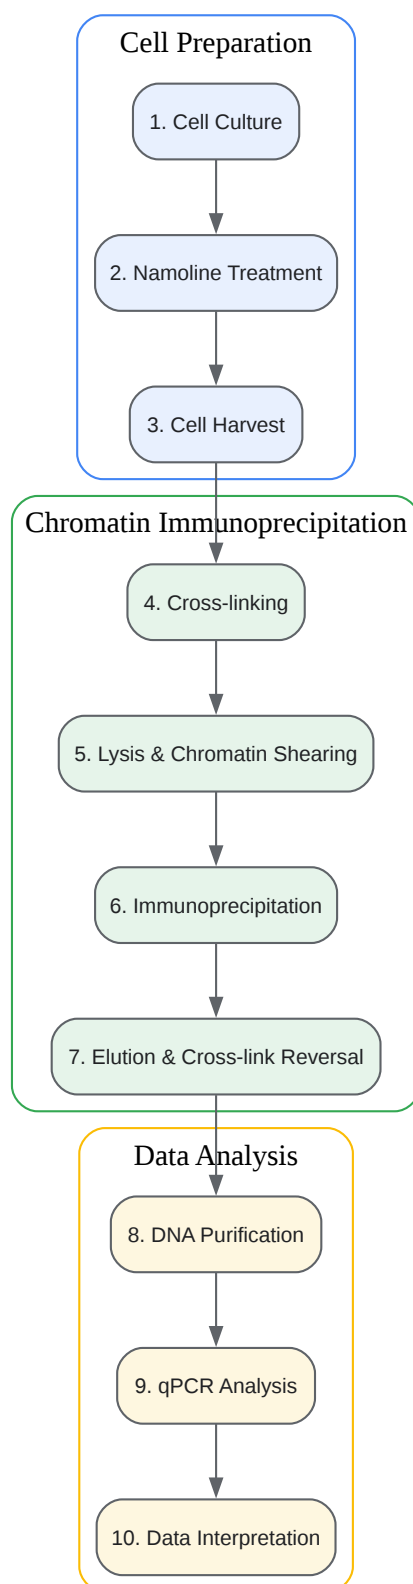 Cell Preparation
1. Cell Culture
2. Namoline Treatment
3. Cell Harvest
Chromatin Immunoprecipitation
4. Cross-linking
5. Lysis & Chromatin Shearing
6. Immunoprecipitation
7. Elution & Cross-link Reversal
Data Analysis
8. DNA Purification
9. qPCR Analysis
10. Data Interpretation